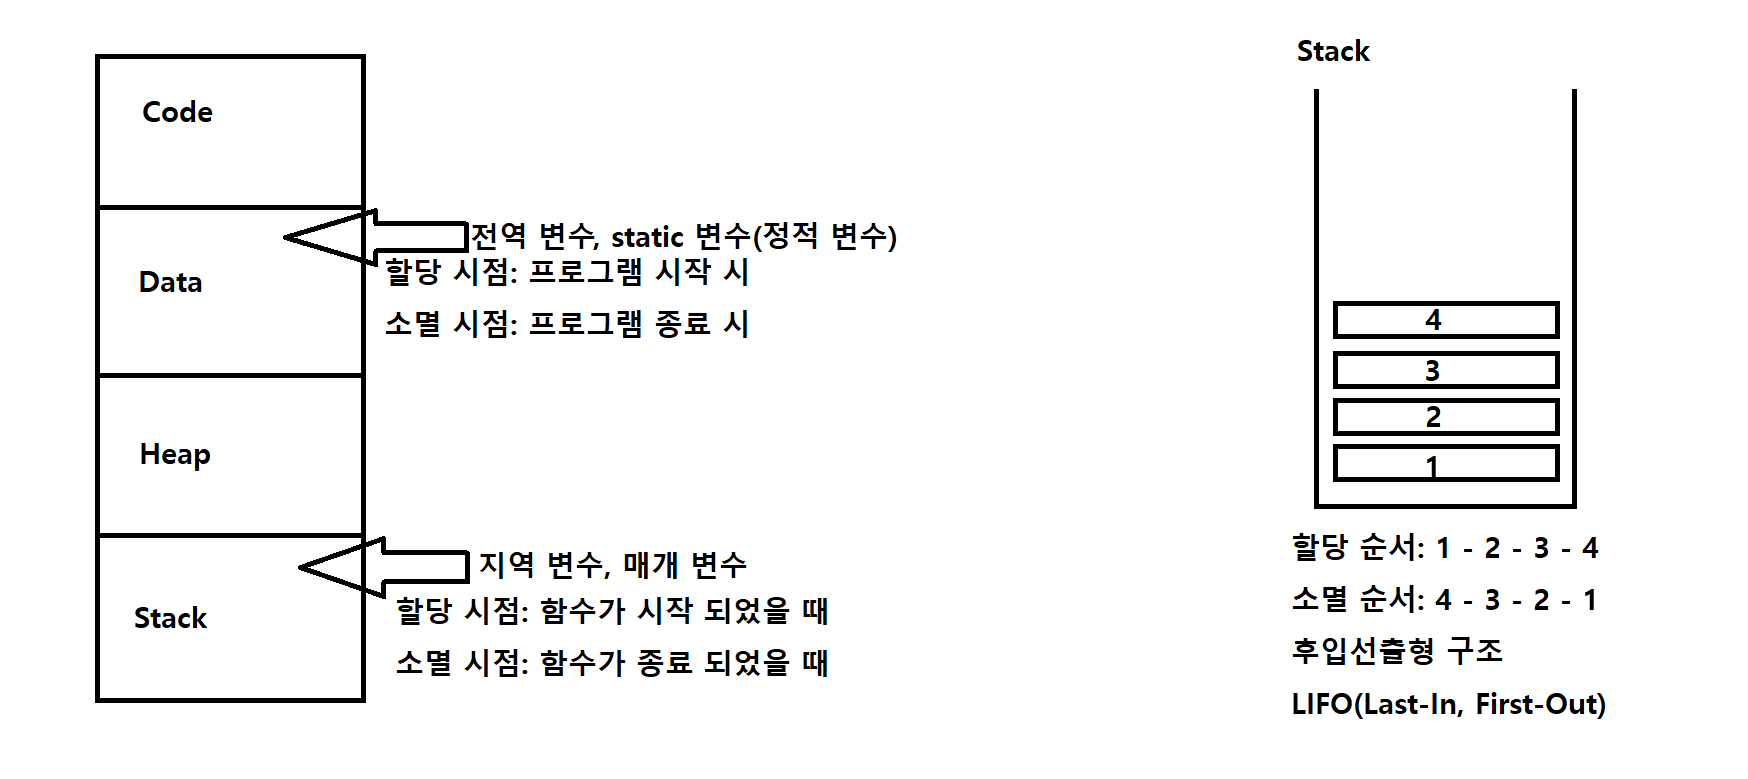 Code
전역 변수, static 변수(정적 변수)
할당 시점: 프로그램 시작 시
Data
소멸 시점: 프로그램 종료 시
Heap
지역 변수, 매개 변수
할당 시점: 함수가 시작 되었을 때
Stack
소멸 시점: 함수가 종료 되었을 때
Stack
4
3
2
1
할당 순서: 1 - 2 - 3 - 4
소멸 순서: 4 - 3 - 2 - 1
후입선출형 구조
LIFO(Last-In, First-Out)